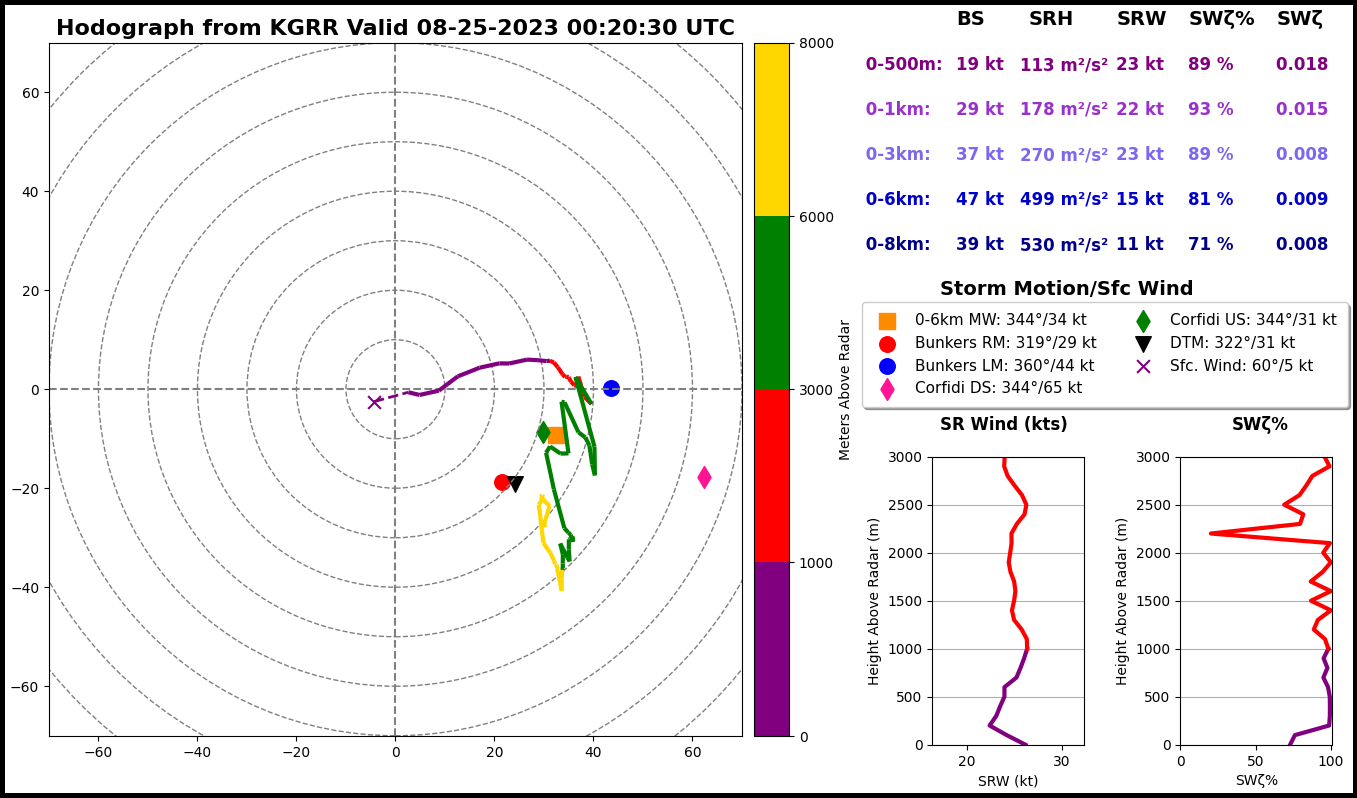 Hodograph from KGRR Valid 08-25-2023 00:20:30 UTC
60
40
20
0
−20
−40
−60
−60 −40 −20 0 20 40 60
8000
6000
3000
1000
0
Meters Above Radar
BS SRH SRW SWζ% SWζ
0-500m: 19 kt 113 m²/s² 23 kt 89 % 0.018
0-1km: 29 kt 178 m²/s² 22 kt 93 % 0.015
0-3km: 37 kt 270 m²/s² 23 kt 89 % 0.008
0-6km: 47 kt 499 m²/s² 15 kt 81 % 0.009
0-8km: 39 kt 530 m²/s² 11 kt 71 % 0.008
Storm Motion/Sfc Wind
0-6km MW: 344°/34 kt
Bunkers RM: 319°/29 kt
Bunkers LM: 360°/44 kt
Corfidi DS: 344°/65 kt
Corfidi US: 344°/31 kt
DTM: 322°/31 kt
Sfc. Wind: 60°/5 kt
SR Wind (kts)
3000
2500
2000
1500
1000
500
0
Height Above Radar (m)
20 30
SRW (kt)
SWζ%
3000
2500
2000
1500
1000
500
0
Height Above Radar (m)
0 50 100
SWζ%